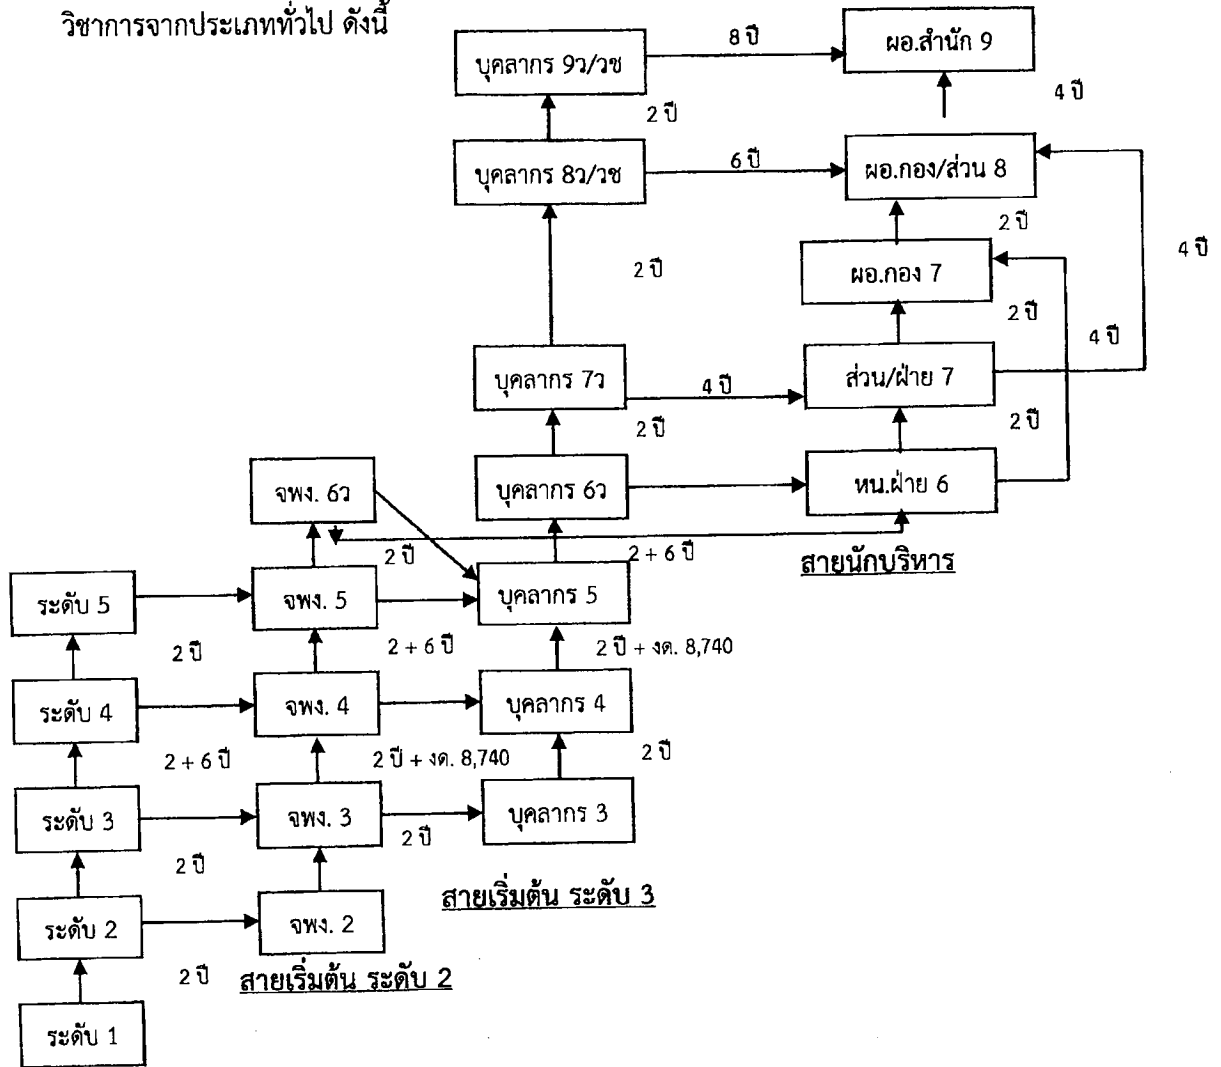 วิชาการจากประเภททั่วไป ดังนี้
บุคลากร 9ว/วช
8 ปี
ผอ.สำนัก 9
2 ปี
4 ปี
บุคลากร 8ว/วช
6 ปี
ผอ.กอง/ส่วน 8
2 ปี
4 ปี
2 ปี
ผอ.กอง 7
2 ปี
4 ปี
บุคลากร 7ว
4 ปี
ส่วน/ฝ่าย 7
2 ปี
2 ปี
จพง. 6ว
บุคลากร 6ว
หน.ฝ่าย 6
2 ปี
2 + 6 ปี
สายนักบริหาร
ระดับ 5
จพง. 5
บุคลากร 5
2 ปี
2 + 6 ปี
2 ปี + งด. 8,740
ระดับ 4
จพง. 4
บุคลากร 4
2 + 6 ปี
2 ปี + งด. 8,740
2 ปี
ระดับ 3
จพง. 3
บุคลากร 3
2 ปี
2 ปี
สายเริ่มต้น ระดับ 3
ระดับ 2
จพง. 2
2 ปี
สายเริ่มต้น ระดับ 2
ระดับ 1